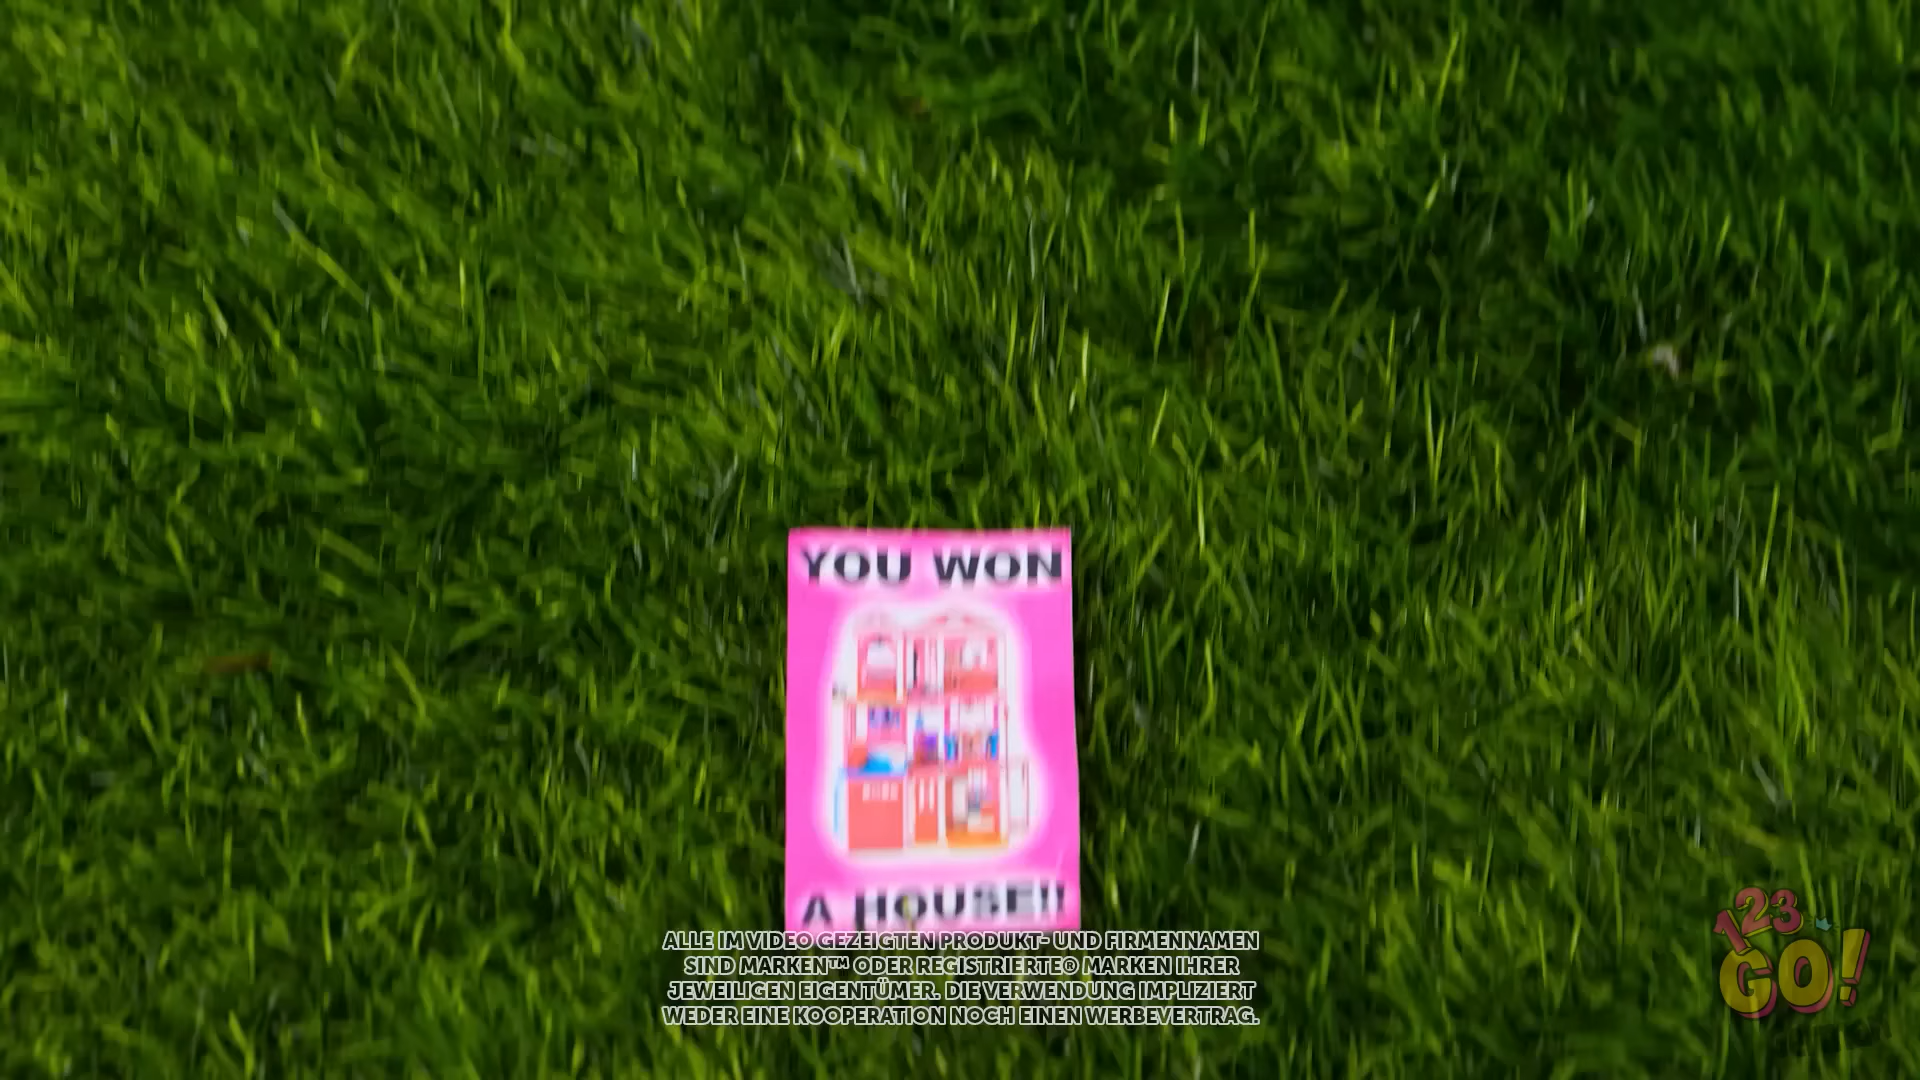 YOU WON
A HOUSE!!
ALLE IM VIDEO GEZEIGTEN PRODUKT- UND FIRMENNAMEN
SIND MARKEN™ ODER REGISTRIERTE® MARKEN IHRER
JEWEILIGEN EIGENTÜMER. DIE VERWENDUNG IMPLIZIERT
WEDER EINE KOOPERATION NOCH EINEN WERBEVERTRAG.
123
GO!